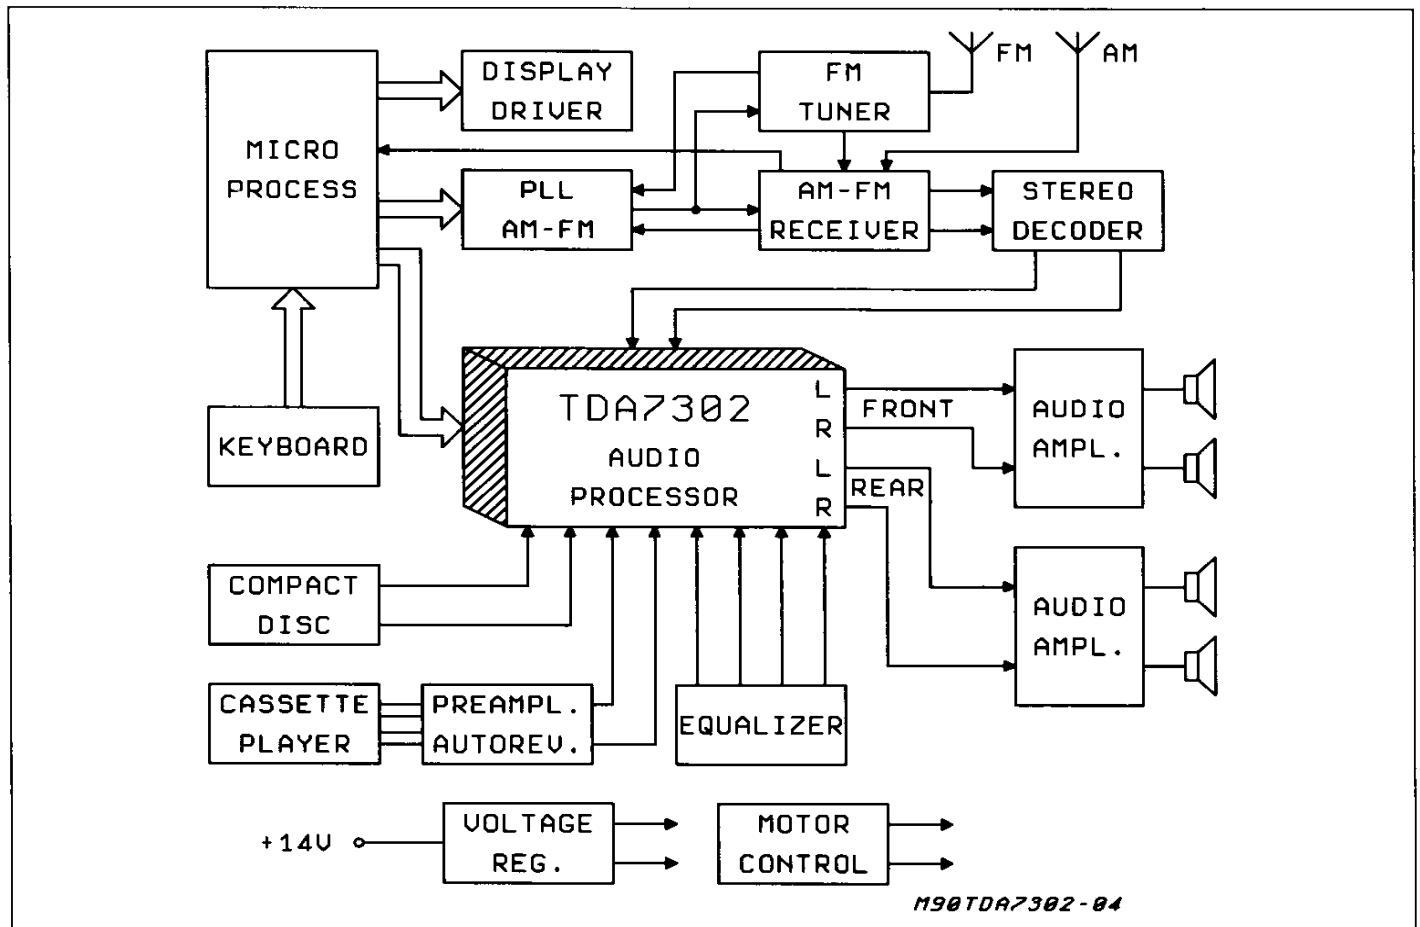 FM
AM
DISPLAY
DRIVER
FM
TUNER
MICRO
PROCESS
PLL
AM-FM
AM-FM
RECEIVER
STEREO
DECODER
KEYBOARD
TDA7302
AUDIO
PROCESSOR
L
R
L
R
FRONT
REAR
AUDIO
AMPL.
AUDIO
AMPL.
COMPACT
DISC
CASSETTE
PLAYER
PREAMPL.
AUTOREV.
EQUALIZER
+14V
VOLTAGE
REG.
MOTOR
CONTROL
M90TDA7302-04